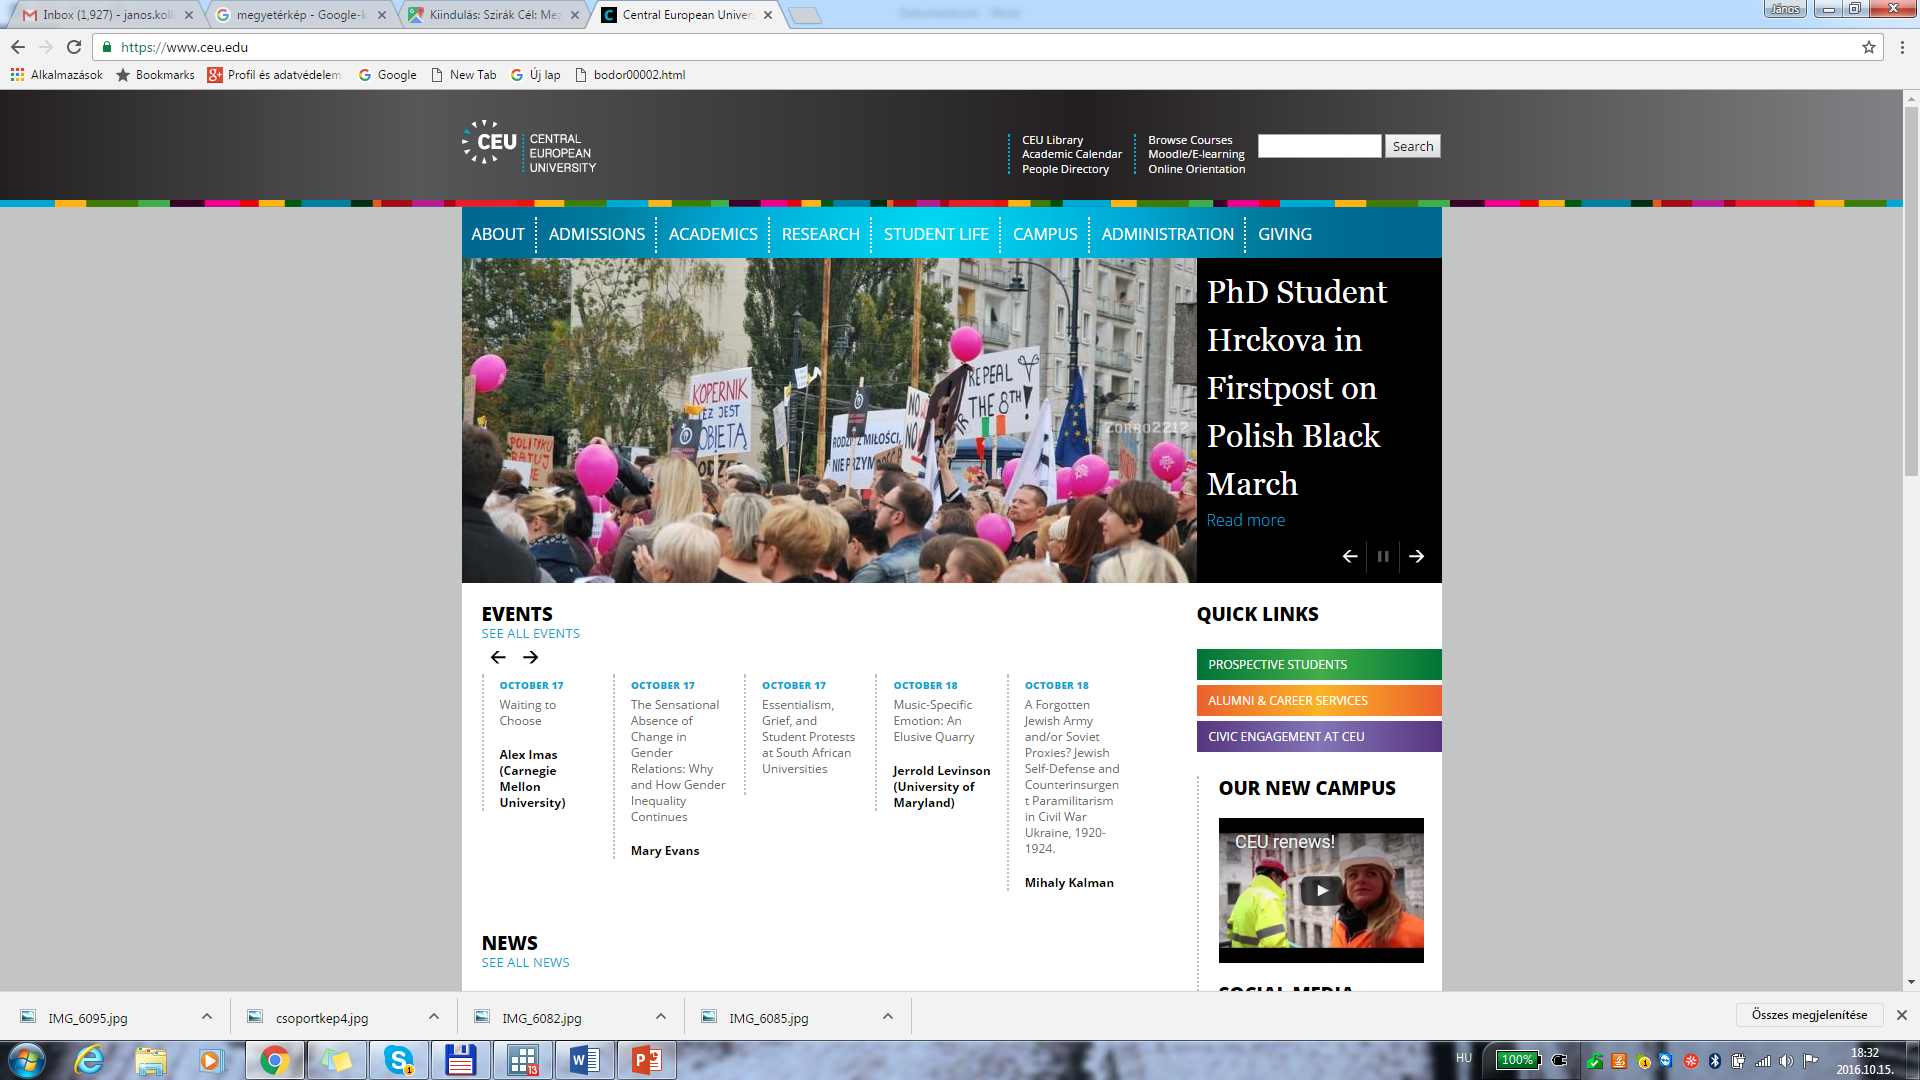 Inbox (1,927) - janos.koll
megyetérkép - Google-k
Kiindulás: Szirák Cél: Mez
Central European Univers
János
https://www.ceu.edu
Alkalmazások
Bookmarks
Profil és adatvédelem
Google
New Tab
Új lap
bodor00002.html
CEU
CENTRAL
EUROPEAN
UNIVERSITY
CEU Library
Academic Calendar
People Directory
Browse Courses
Moodle/E-learning
Online Orientation
Search
ABOUT
ADMISSIONS
ACADEMICS
RESEARCH
STUDENT LIFE
CAMPUS
ADMINISTRATION
GIVING
KOPERNIK
JEST
REPEAL
THE 8TH!
NIE
ZORRO2212
PhD Student
Hrckova in
Firstpost on
Polish Black
March
Read more
EVENTS
SEE ALL EVENTS
OCTOBER 17
Waiting to
Choose
Alex Imas
(Carnegie
Mellon
University)
OCTOBER 17
The Sensational
Absence of
Change in
Gender
Relations: Why
and How Gender
Inequality
Continues
Mary Evans
OCTOBER 17
Essentialism,
Grief, and
Student Protests
at South African
Universities
OCTOBER 18
Music-Specific
Emotion: An
Elusive Quarry
Jerrold Levinson
(University of
Maryland)
OCTOBER 18
A Forgotten
Jewish Army
and/or Soviet
Proxies? Jewish
Self-Defense and
Counterinsurgen
t Paramilitarism
in Civil War
Ukraine, 1920-
1924.
Mihaly Kalman
QUICK LINKS
PROSPECTIVE STUDENTS
ALUMNI & CAREER SERVICES
CIVIC ENGAGEMENT AT CEU
OUR NEW CAMPUS
CEU renews!
SOCIAL MEDIA
NEWS
SEE ALL NEWS
IMG_6095.jpg
csoportkep4.jpg
IMG_6082.jpg
IMG_6085.jpg
Összes megjelenítése
13
HU
100%
18:32
2016.10.15.